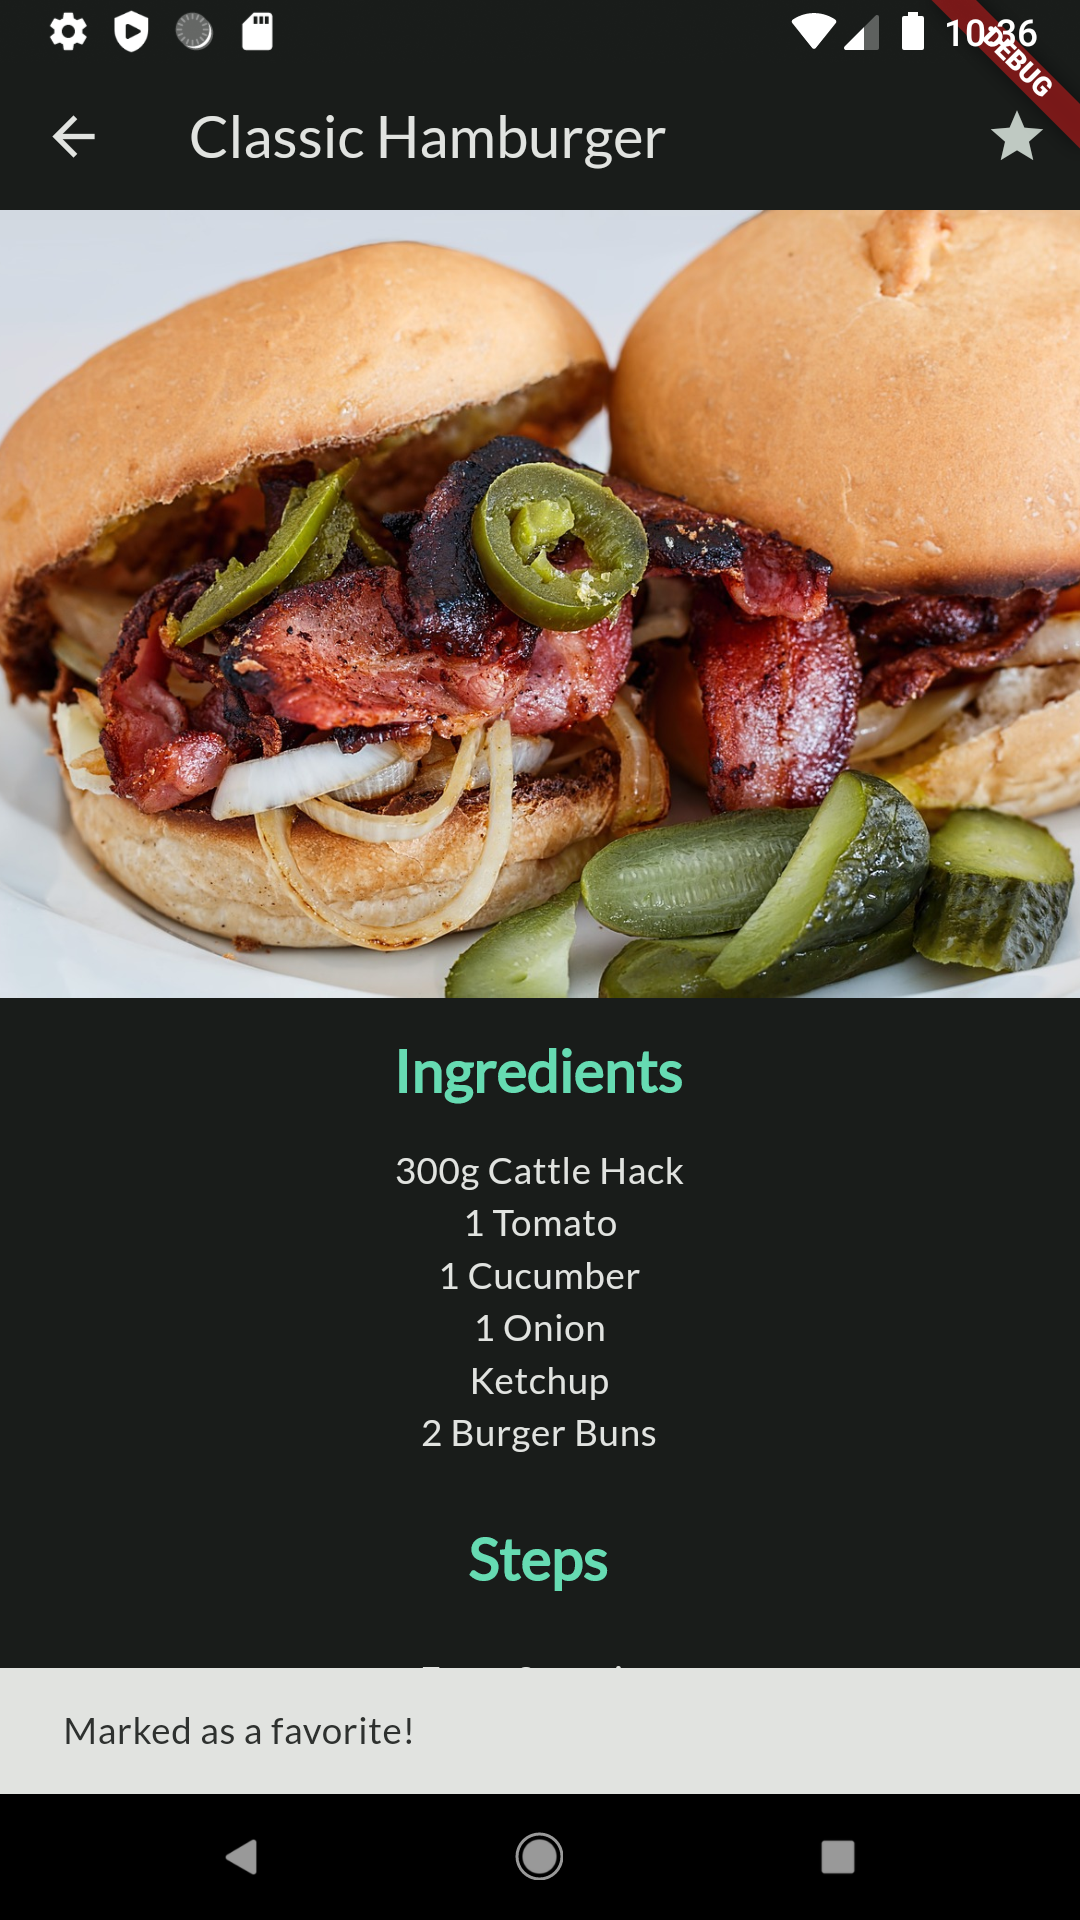 10:36
DEBUG
Classic Hamburger
Ingredients
300g Cattle Hack
1 Tomato
1 Cucumber
1 Onion
Ketchup
2 Burger Buns
Steps
Marked as a favorite!